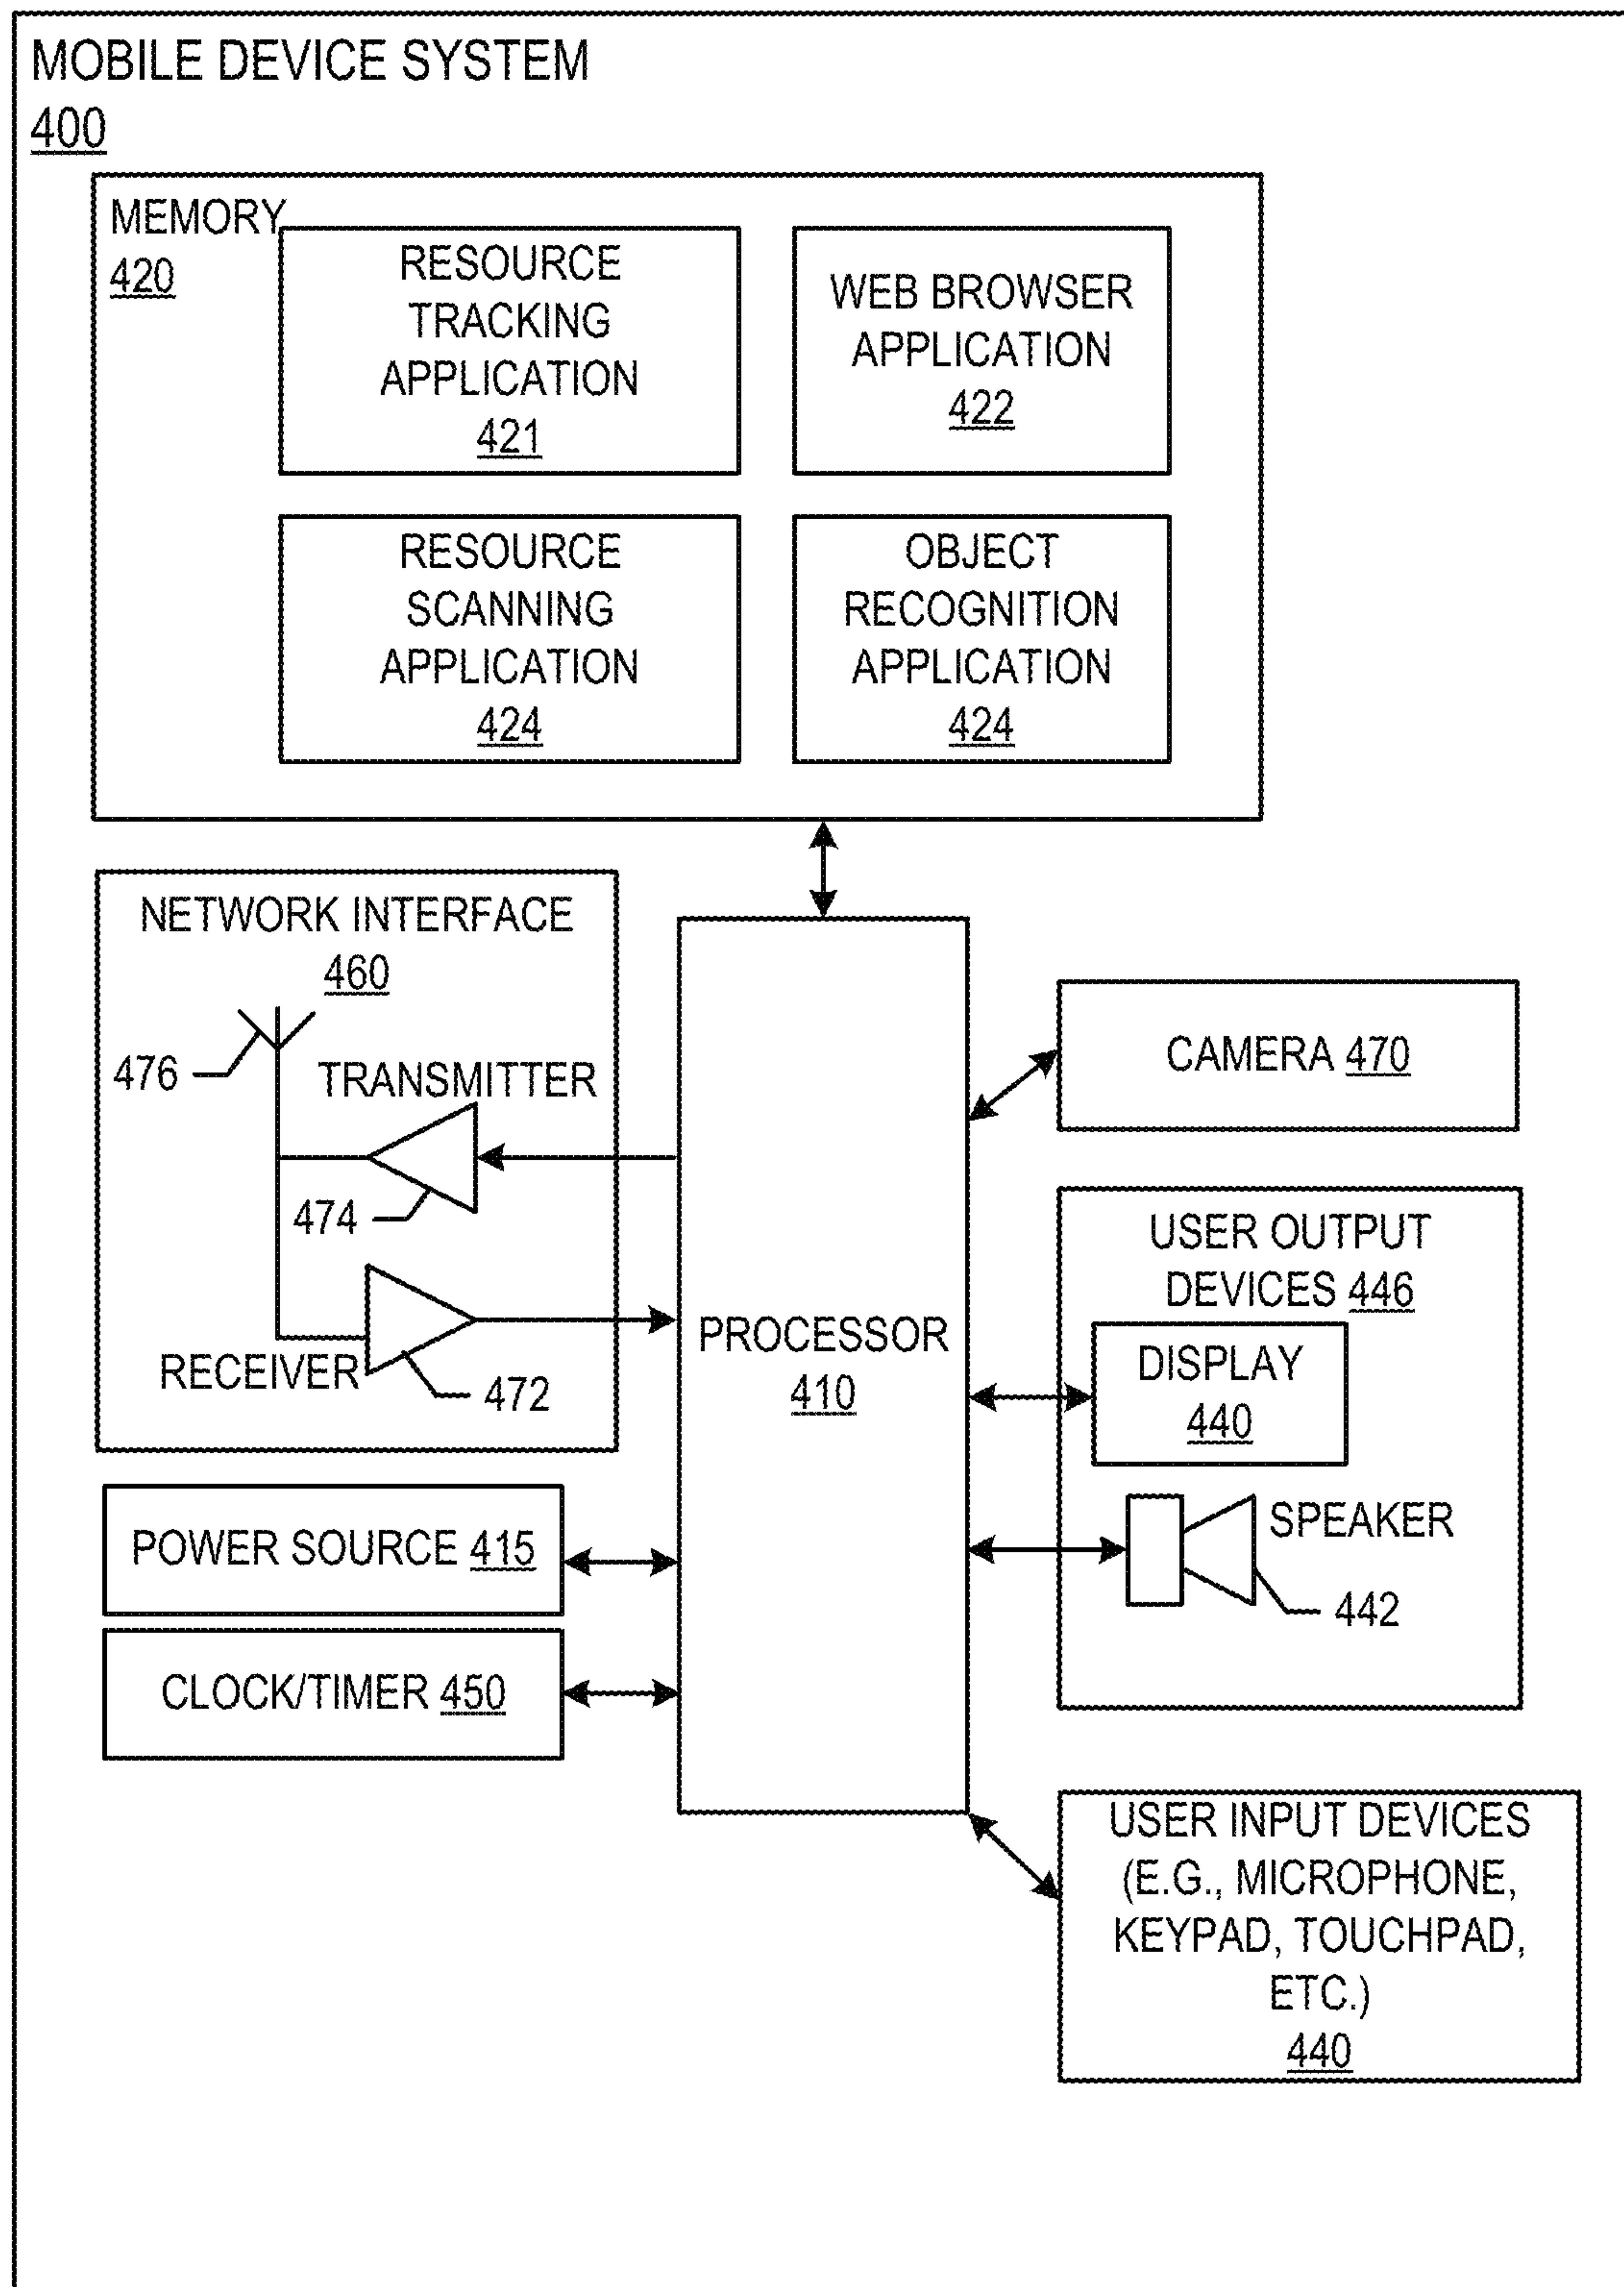 MOBILE DEVICE SYSTEM
400
MEMORY
420
RESOURCE
TRACKING
APPLICATION
421
WEB BROWSER
APPLICATION
422
RESOURCE
SCANNING
APPLICATION
424
OBJECT
RECOGNITION
APPLICATION
424
NETWORK INTERFACE
460
476
TRANSMITTER
474
RECEIVER
472
POWER SOURCE 415
CLOCK/TIMER 450
PROCESSOR
410
CAMERA 470
USER OUTPUT
DEVICES 446
DISPLAY
440
SPEAKER
442
USER INPUT DEVICES
(E.G., MICROPHONE,
KEYPAD, TOUCHPAD,
ETC.)
440